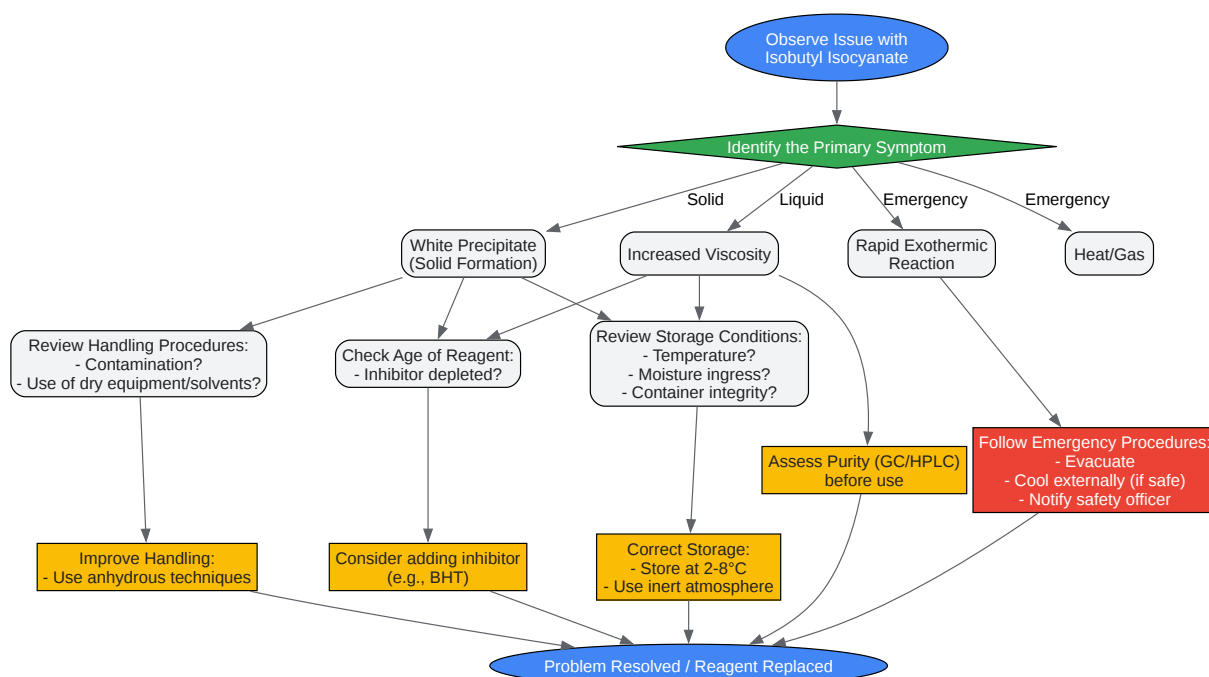 Observe Issue with
Isobutyl Isocyanate
Identify the Primary Symptom
Solid
Liquid
Emergency
Emergency
White Precipitate
(Solid Formation)
Increased Viscosity
Rapid Exothermic
Reaction
Heat/Gas
Review Handling Procedures:
- Contamination?
- Use of dry equipment/solvents?
Check Age of Reagent:
- Inhibitor depleted?
Review Storage Conditions:
- Temperature?
- Moisture ingress?
- Container integrity?
Assess Purity (GC/HPLC)
before use
Follow Emergency Procedures:
- Evacuate
- Cool externally (if safe)
- Notify safety officer
Improve Handling:
- Use anhydrous techniques
Consider adding inhibitor
(e.g., BHT)
Correct Storage:
- Store at 2-8°C
- Use inert atmosphere
Problem Resolved / Reagent Replaced